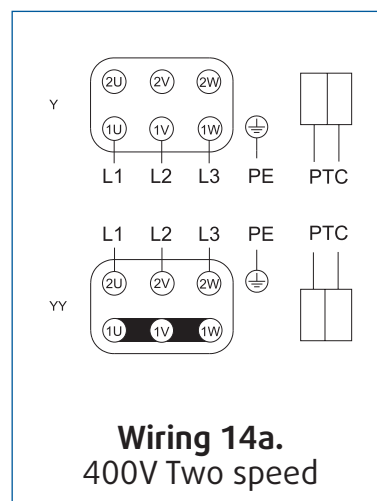 2U 2V 2W
Y
1U 1V 1W
L1 L2 L3 PE PTC
L1 L2 L3 PE PTC
2U 2V 2W
YY
1U 1V 1W
Wiring 14a.
400V Two speed